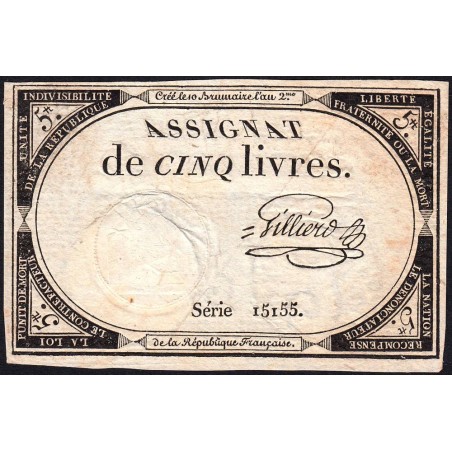 UNITÉ INDIVISIBILITÉ
DE LA RÉPUBLIQUE
5#
Créé le 10 Brumaire l'an 2.me
LIBERTÉ ÉGALITÉ
FRATERNITÉ OU LA MORT
5#
ASSIGNAT
de CINQ livres.
Gilliero
Série 15155.
LA LOI PUNIT DE MORT
LE CONTREFACTEUR
5#
de la République Française.
LA NATION RÉCOMPENSE
LE DÉNONCIATEUR
5#